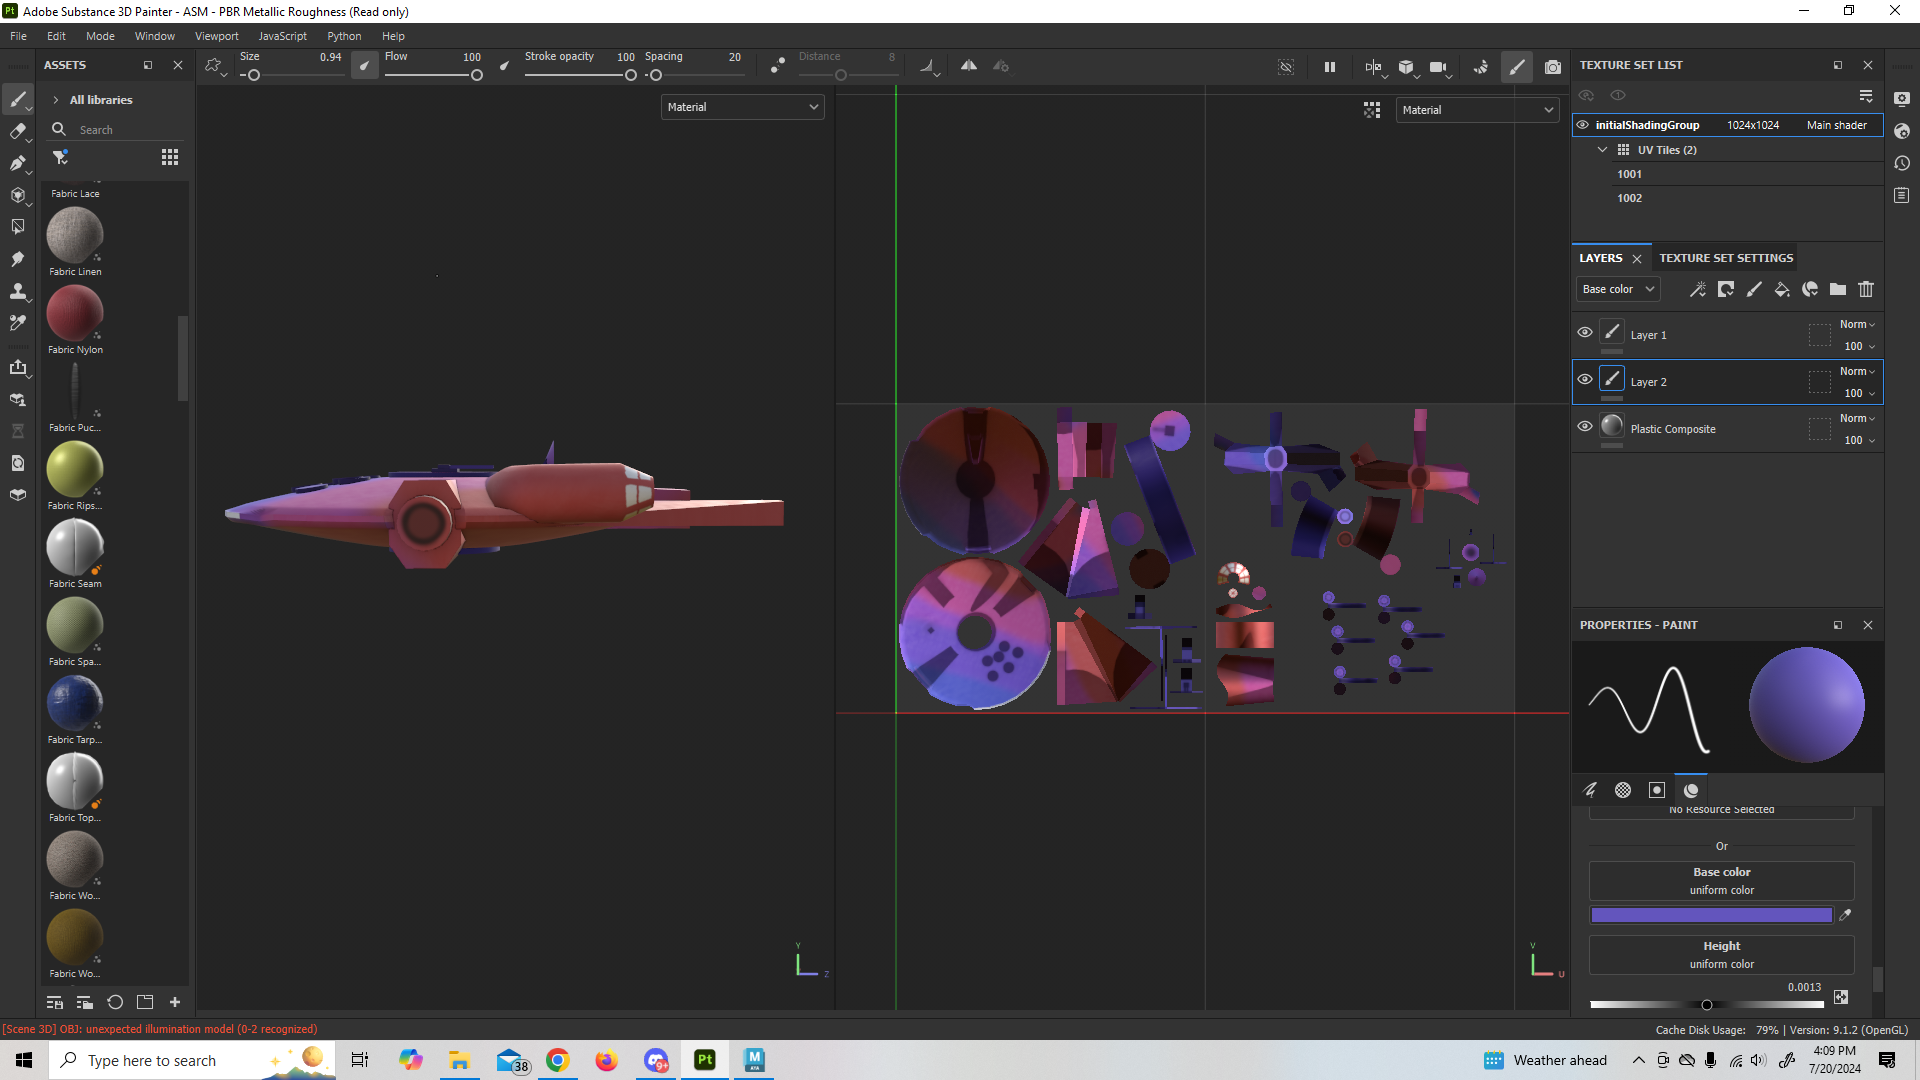 Pt Adobe Substance 3D Painter - ASM - PBR Metallic Roughness (Read only)
File Edit Mode Window Viewport JavaScript Python Help
ASSETS
Size 0.94 Flow 100 Stroke opacity 100 Spacing 20 Distance 8
All libraries
Search
Material
Material
Fabric Lace
Fabric Linen
Fabric Nylon
Fabric Puc...
Fabric Rips...
Fabric Seam
Fabric Spa...
Fabric Tarp...
Fabric Top...
Fabric Wo...
Fabric Wo...
Y
Z
V
U
TEXTURE SET LIST
initialShadingGroup 1024x1024 Main shader
UV Tiles (2)
1001
1002
LAYERS TEXTURE SET SETTINGS
Base color
Layer 1 Norm 100
Layer 2 Norm 100
Plastic Composite Norm 100
PROPERTIES - PAINT
No Resource Selected
Or
Base color
uniform color
Height
uniform color
0.0013
[Scene 3D] OBJ: unexpected illumination model (0-2 recognized)
Cache Disk Usage: 79% | Version: 9.1.2 (OpenGL)
Type here to search
38
9+
Pt
M
Weather ahead
4:09 PM
7/20/2024